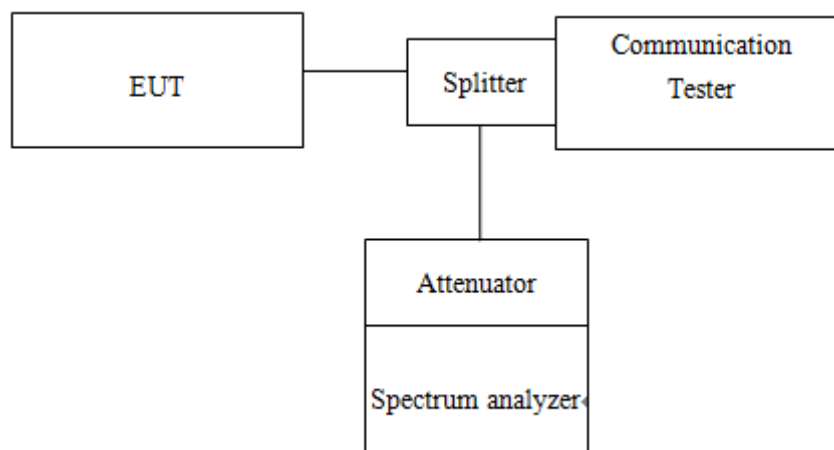 EUT
Splitter
Communication
Tester
Attenuator
Spectrum analyzer